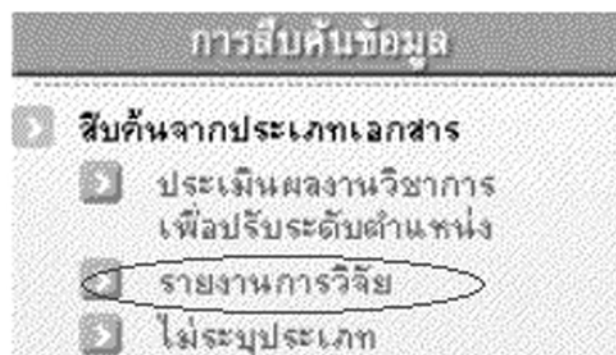 การสืบค้นข้อมูล
สืบค้นจากประเภทเอกสาร
ประเมินผลงานวิชาการ
เพื่อปรับระดับตำแหน่ง
รายงานการวิจัย
ไม่ระบุประเภท